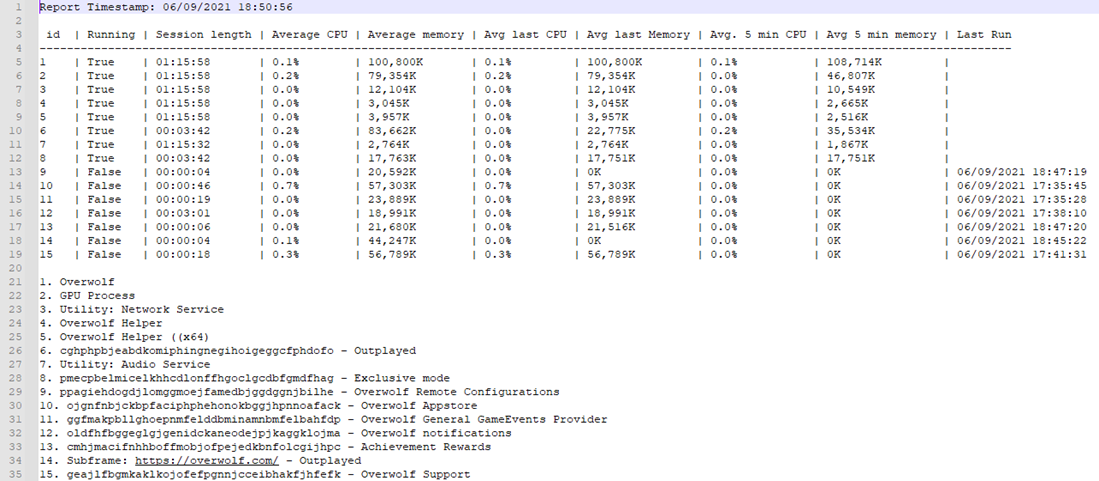 1 Report Timestamp: 06/09/2021 18:50:56
2
3 id | Running | Session length | Average CPU | Average memory | Avg last CPU | Avg last Memory | Avg. 5 min CPU | Avg 5 min memory | Last Run
4 ------------------------------------------------------------
5 1 | True | 01:15:58 | 0.1% | 100,800K | 0.1% | 100,800K | 0.1% | 108,714K |
6 2 | True | 01:15:58 | 0.2% | 79,354K | 0.2% | 79,354K | 0.0% | 46,807K |
7 3 | True | 01:15:58 | 0.0% | 12,104K | 0.0% | 12,104K | 0.0% | 10,549K |
8 4 | True | 01:15:58 | 0.0% | 3,045K | 0.0% | 3,045K | 0.0% | 2,665K |
9 5 | True | 01:15:58 | 0.0% | 3,957K | 0.0% | 3,957K | 0.0% | 2,516K |
10 6 | True | 00:03:42 | 0.2% | 83,662K | 0.0% | 22,775K | 0.2% | 35,534K |
11 7 | True | 01:15:32 | 0.0% | 2,764K | 0.0% | 2,764K | 0.0% | 1,867K |
12 8 | True | 00:03:42 | 0.0% | 17,763K | 0.0% | 17,751K | 0.0% | 17,751K |
13 9 | False | 00:00:04 | 0.0% | 20,592K | 0.0% | 0K | 0.0% | 0K | 06/09/2021 18:47:19
14 10 | False | 00:00:46 | 0.7% | 57,303K | 0.7% | 57,303K | 0.0% | 0K | 06/09/2021 17:35:45
15 11 | False | 00:00:19 | 0.0% | 23,889K | 0.0% | 23,889K | 0.0% | 0K | 06/09/2021 17:35:28
16 12 | False | 00:03:01 | 0.0% | 18,991K | 0.0% | 18,991K | 0.0% | 0K | 06/09/2021 17:38:10
17 13 | False | 00:00:06 | 0.0% | 21,680K | 0.0% | 21,516K | 0.0% | 0K | 06/09/2021 18:47:20
18 14 | False | 00:00:04 | 0.1% | 44,247K | 0.0% | 0K | 0.0% | 0K | 06/09/2021 18:45:22
19 15 | False | 00:00:18 | 0.3% | 56,789K | 0.3% | 56,789K | 0.0% | 0K | 06/09/2021 17:41:31
20
21 1. Overwolf
22 2. GPU Process
23 3. Utility: Network Service
24 4. Overwolf Helper
25 5. Overwolf Helper ((x64)
26 6. cghphpbjeabdkomiphingnegihoigeggcfphdofo - Outplayed
27 7. Utility: Audio Service
28 8. pmecpbelmicelkhhcdlonffhgoclgcdbfgmdfhag - Exclusive mode
29 9. ppagiehdogdjlomggmoejfamedbjggdggnjbilhe - Overwolf Remote Configurations
30 10. ojgnfnbjckbpfaciphphehonokbggjhpnnoafack - Overwolf Appstore
31 11. ggfmakpbllghoepnmfelddbminamnbmfelbahfdp - Overwolf General GameEvents Provider
32 12. oldfhfbggeglgjgenidckaneodejpjkaggklojma - Overwolf notifications
33 13. cmhjmacifnhhboffmobjofpejedkbnfolcgijhpc - Achievement Rewards
34 14. Subframe: https://overwolf.com/ - Outplayed
35 15. geajlfbgmkaklkojofefpgnnjcceibhakfjhfefk - Overwolf Support